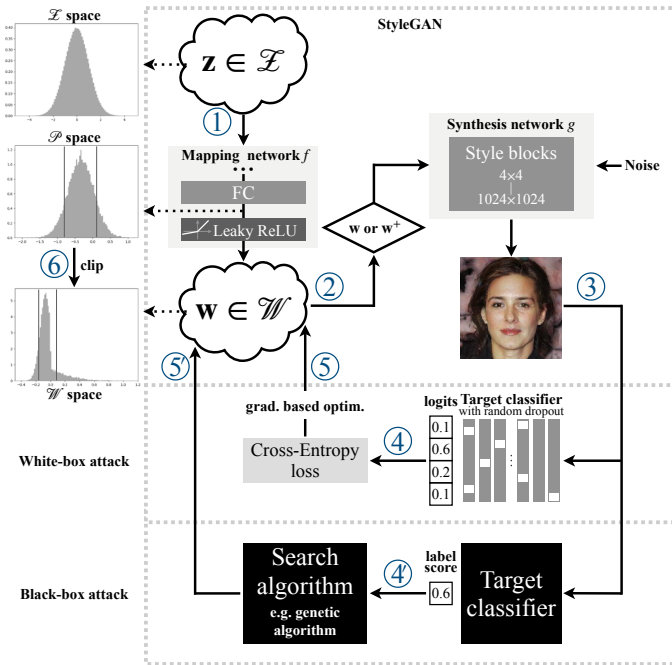 𝒵 space
StyleGAN
z ∈ 𝒵
①
𝒫 space
Mapping network f
...
FC
Leaky ReLU
Synthesis network g
Style blocks
4×4
1024×1024
Noise
w or w⁺
⑥ clip
w ∈ 𝒲
②
③
𝒲 space
⑤′
⑤
grad. based optim.
White-box attack
Cross-Entropy
loss
④
logits
0.1
0.6
0.2
0.1
Target classifier
with random dropout
Black-box attack
Search
algorithm
e.g. genetic
algorithm
④′
label
score
0.6
Target
classifier